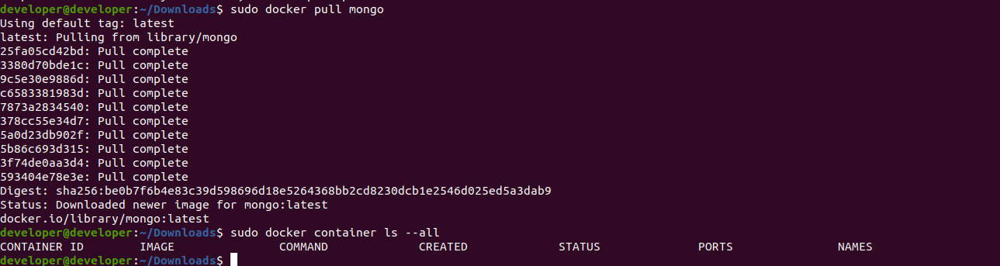 developer@developer:~/Downloads$ sudo docker pull mongo
Using default tag: latest
latest: Pulling from library/mongo
25fa05cd42bd: Pull complete
3380d70bde1c: Pull complete
9c5e30e9886d: Pull complete
c6583381983d: Pull complete
7873a2834540: Pull complete
378cc55e34d7: Pull complete
5a0d23db902f: Pull complete
5b86c693d315: Pull complete
3f74de0aa3d4: Pull complete
593404e78e3e: Pull complete
Digest: sha256:be0b7f6b4e83c39d598696d18e5264368bb2cd8230dcb1e2546d025ed5a3dab9
Status: Downloaded newer image for mongo:latest
docker.io/library/mongo:latest
developer@developer:~/Downloads$ sudo docker container ls --all
CONTAINER ID        IMAGE               COMMAND             CREATED             STATUS              PORTS               NAMES
developer@developer:~/Downloads$